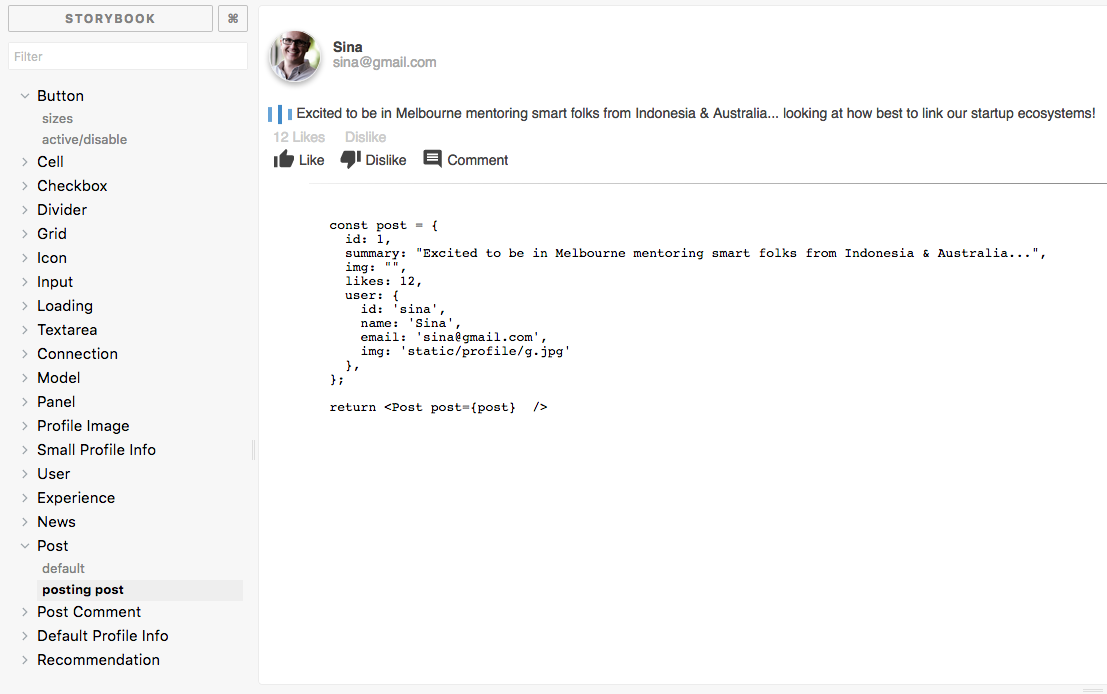 STORYBOOK
⌘
Filter
Button
sizes
active/disable
Cell
Checkbox
Divider
Grid
Icon
Input
Loading
Textarea
Connection
Model
Panel
Profile Image
Small Profile Info
User
Experience
News
Post
default
posting post
Post Comment
Default Profile Info
Recommendation
Sina
sina@gmail.com
Excited to be in Melbourne mentoring smart folks from Indonesia & Australia... looking at how best to link our startup ecosystems!
12 Likes Dislike
Like Dislike Comment
const post = {
  id: 1,
  summary: "Excited to be in Melbourne mentoring smart folks from Indonesia & Australia...",
  img: "",
  likes: 12,
  user: {
    id: 'sina',
    name: 'Sina',
    email: 'sina@gmail.com',
    img: 'static/profile/g.jpg'
  },
};
return <Post post={post}  />